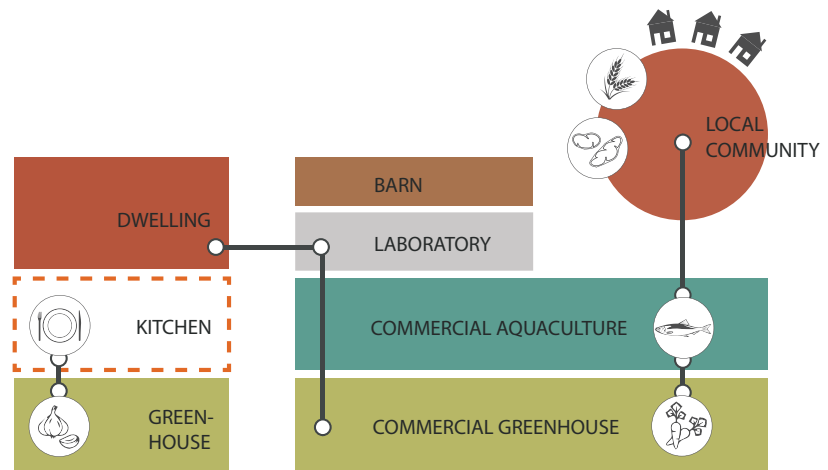 LOCAL
COMMUNITY
BARN
DWELLING
LABORATORY
KITCHEN
COMMERCIAL AQUACULTURE
GREEN-
HOUSE
COMMERCIAL GREENHOUSE